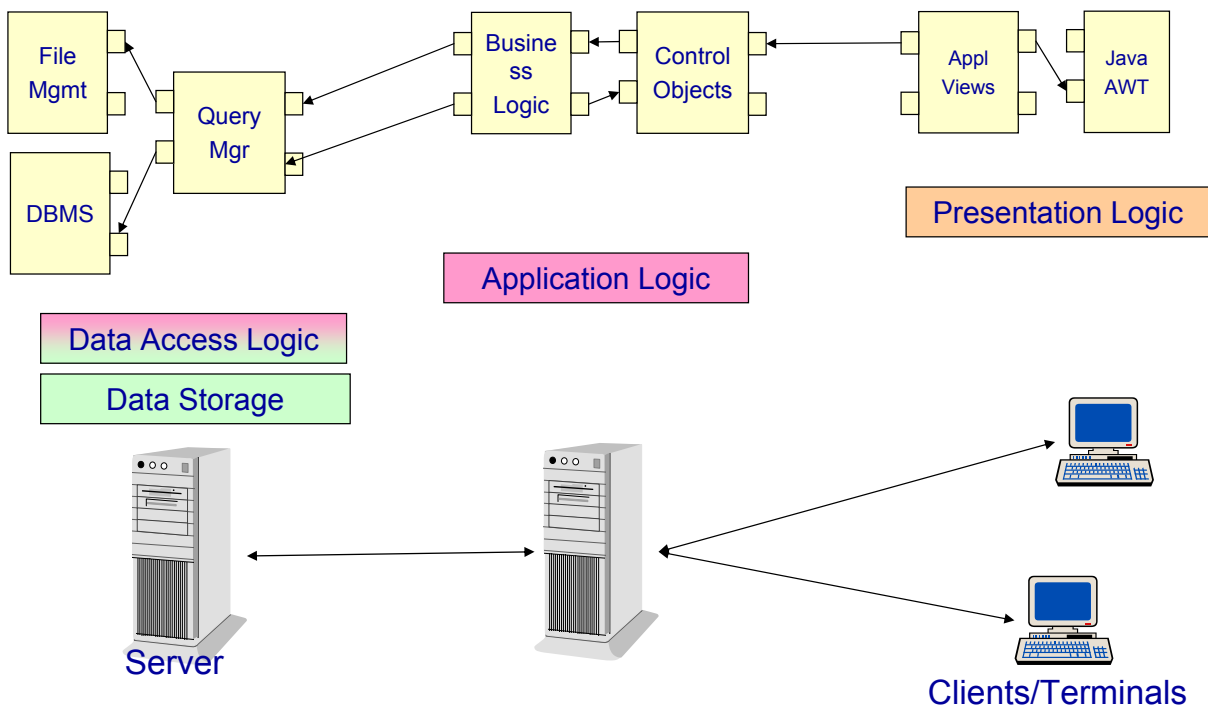 File
Mgmt
Query
Mgr
DBMS
Busine
ss
Logic
Control
Objects
Appl
Views
Java
AWT
Presentation Logic
Application Logic
Data Access Logic
Data Storage
Server
Clients/Terminals